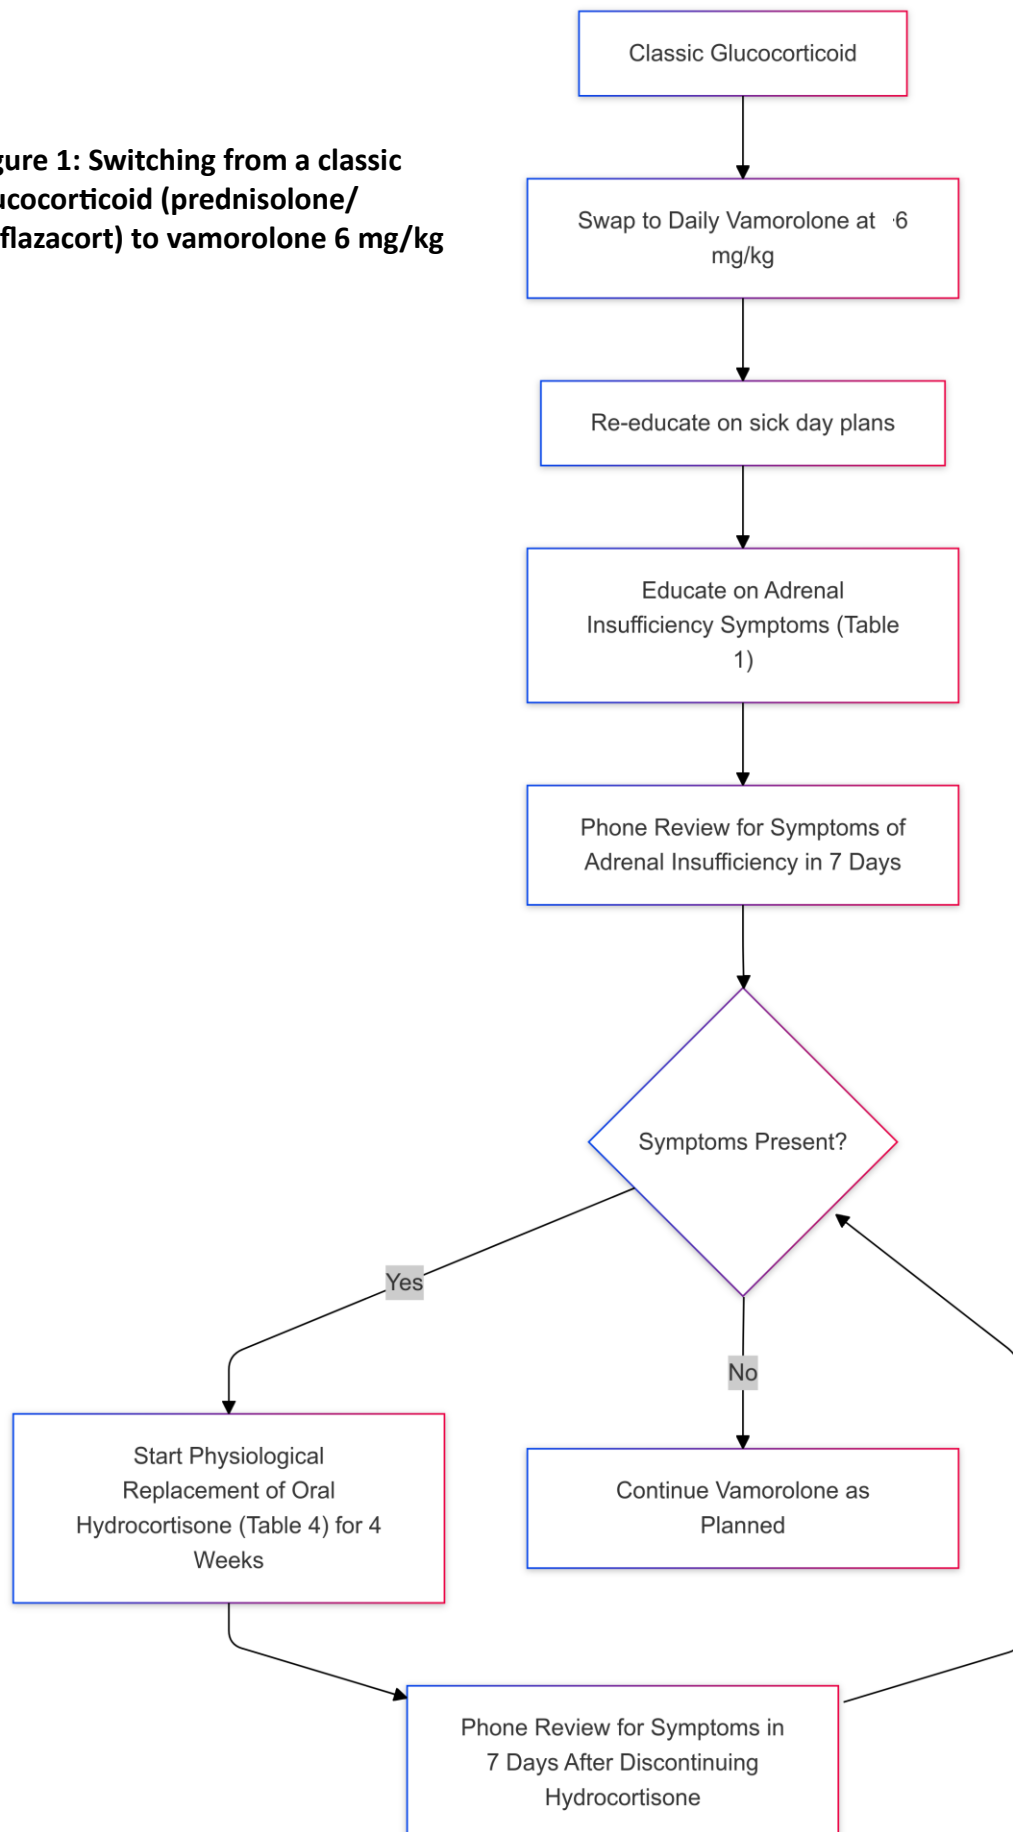 Classic Glucocorticoid
gure 1: Switching from a classic
ucocorticoid (prednisolone/
flazacort) to vamorolone 6 mg/kg
Swap to Daily Vamorolone at 6
mg/kg
Re-educate on sick day plans
Educate on Adrenal
Insufficiency Symptoms (Table
1)
Phone Review for Symptoms of
Adrenal Insufficiency in 7 Days
Symptoms Present?
Yes
No
Start Physiological
Replacement of Oral
Hydrocortisone (Table 4) for 4
Weeks
Continue Vamorolone as
Planned
Phone Review for Symptoms in
7 Days After Discontinuing
Hydrocortisone